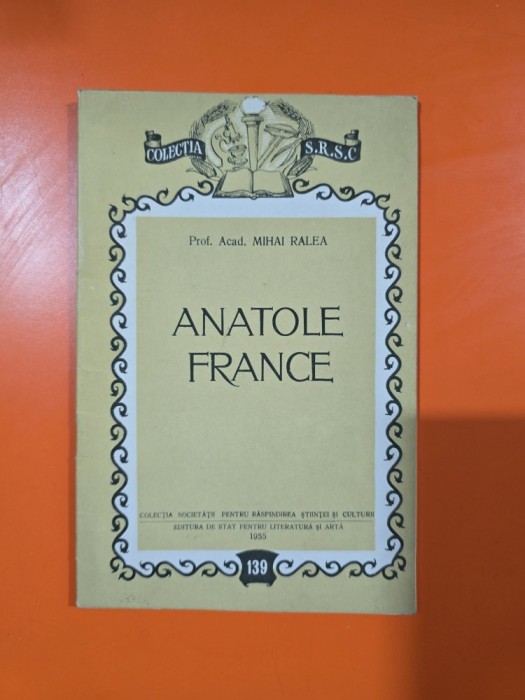 COLECȚIA S.R.S.C
Prof. Acad. MIHAI RALEA
ANATOLE
FRANCE
COLECȚIA SOCIETĂȚII PENTRU RĂSPÎNDIREA ȘTIINȚEI ȘI CULTURII
EDITURA DE STAT PENTRU LITERATURĂ ȘI ARTĂ
1955
139